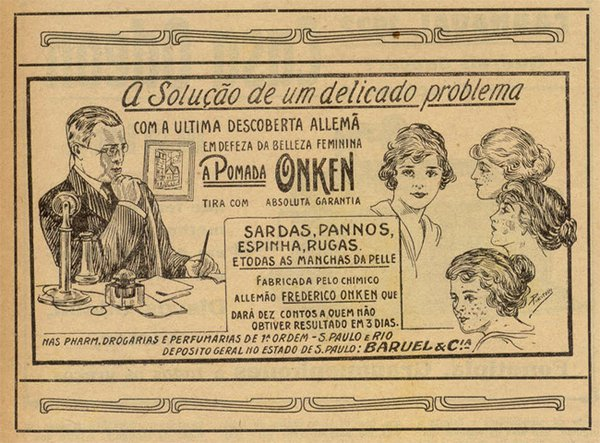 A Solução de um delicado problema
COM A ULTIMA DESCOBERTA ALLEMÃ
EM DEFEZA DA BELLEZA FEMININA
A POMADA ONKEN
TIRA COM ABSOLUTA GARANTIA
SARDAS, PANNOS,
ESPINHA, RUGAS.
E TODAS AS MANCHAS DA PELLE
FABRICADA PELO CHIMICO
ALLEMÃO FREDERICO ONKEN QUE
DARÁ DEZ CONTOS A QUEM NÃO
OBTIVER RESULTADO EM 3 DIAS.
NAS PHARM. DROGARIAS E PERFUMARIAS DE 1ª ORDEM - S. PAULO E RIO
DEPOSITO GERAL NO ESTADO DE S. PAULO: BARUEL & CIA